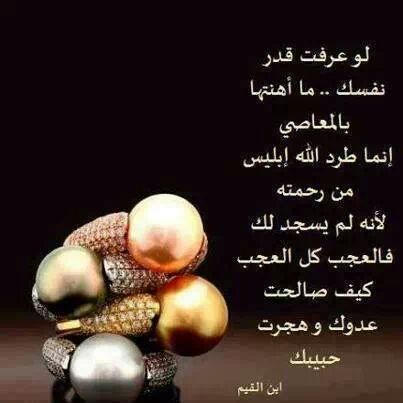 لو عرفت قدر
نفسك .. ما أهنتها
بالمعاصي
إنما طرد الله إبليس
من رحمته
لأنه لم يسجد لك
فالعجب كل العجب
كيف صالحت
عدوك و هجرت
حبيبك
ابن القيم